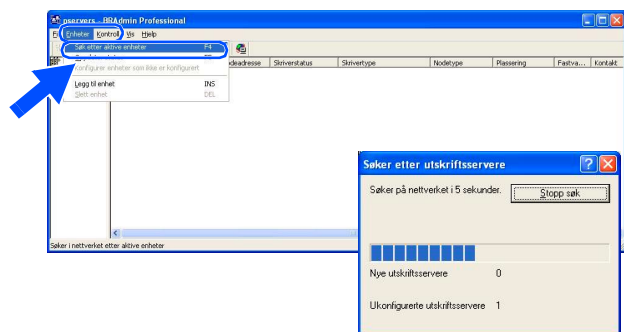 pservers - BRAdmin Professional
Enheter Kontroll Vis Hjelp
Søk etter aktive enheter F4
deadresse Skriverstatus Skrivertype Nodetype Plassering Fastva... Kontakt
Konfigurer enheter som ikke er konfigurert
Legg til enhet INS
Slett enhet DEL
Søker i nettverket etter aktive enheter
Søker etter utskriftsservere
Søker på nettverket i 5 sekunder.
Stopp søk
Nye utskriftsservere 0
Ukonfigurerte utskriftsservere 1